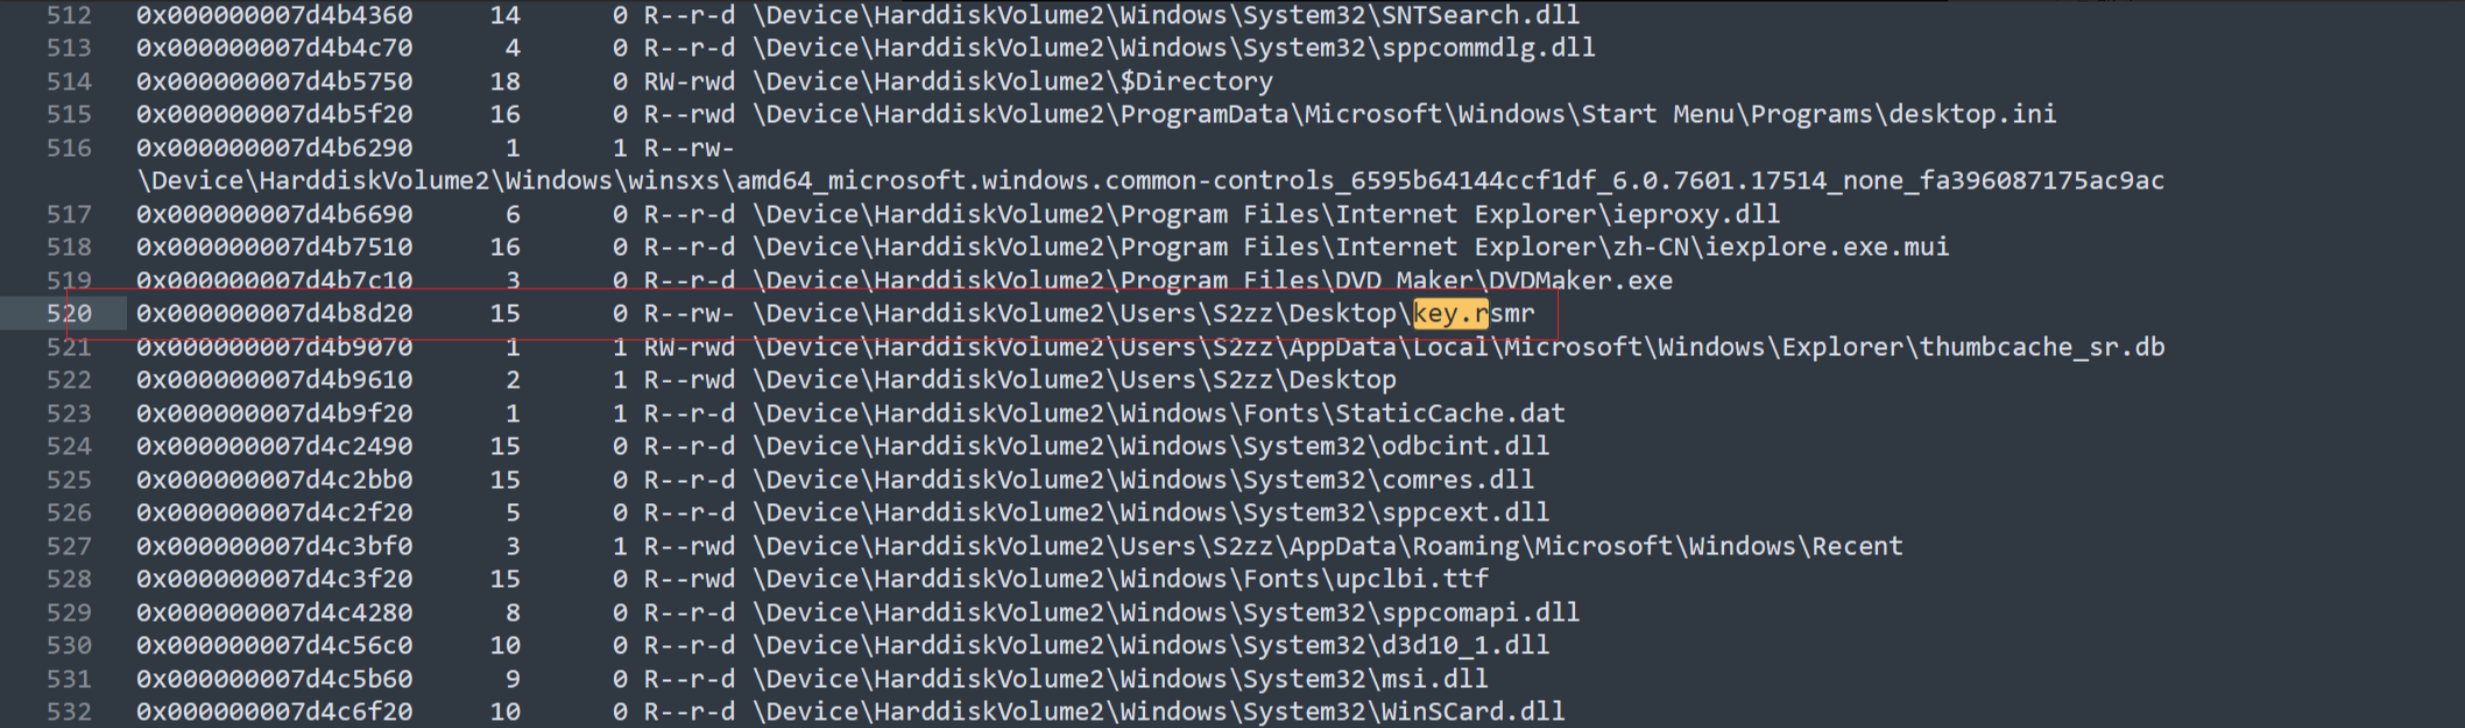 512 0x000000007d4b4360 14 0 R--r-d \Device\HarddiskVolume2\Windows\System32\SNTSearch.dll
513 0x000000007d4b4c70 4 0 R--r-d \Device\HarddiskVolume2\Windows\System32\sppcommdlg.dll
514 0x000000007d4b5750 18 0 RW-rwd \Device\HarddiskVolume2\$Directory
515 0x000000007d4b5f20 16 0 R--rwd \Device\HarddiskVolume2\ProgramData\Microsoft\Windows\Start Menu\Programs\desktop.ini
516 0x000000007d4b6290 1 1 R--rw-
\Device\HarddiskVolume2\Windows\winsxs\amd64_microsoft.windows.common-controls_6595b64144ccf1df_6.0.7601.17514_none_fa396087175ac9ac
517 0x000000007d4b6690 6 0 R--r-d \Device\HarddiskVolume2\Program Files\Internet Explorer\ieproxy.dll
518 0x000000007d4b7510 16 0 R--r-d \Device\HarddiskVolume2\Program Files\Internet Explorer\zh-CN\iexplore.exe.mui
519 0x000000007d4b7c10 3 0 R--r-d \Device\HarddiskVolume2\Program Files\DVD Maker\DVDMaker.exe
520 0x000000007d4b8d20 15 0 R--rw- \Device\HarddiskVolume2\Users\S2zz\Desktop\key.rsmr
521 0x000000007d4b9070 1 1 RW-rwd \Device\HarddiskVolume2\Users\S2zz\AppData\Local\Microsoft\Windows\Explorer\thumbcache_sr.db
522 0x000000007d4b9610 2 1 R--rwd \Device\HarddiskVolume2\Users\S2zz\Desktop
523 0x000000007d4b9f20 1 1 R--r-d \Device\HarddiskVolume2\Windows\Fonts\StaticCache.dat
524 0x000000007d4c2490 15 0 R--r-d \Device\HarddiskVolume2\Windows\System32\odbcint.dll
525 0x000000007d4c2bb0 15 0 R--r-d \Device\HarddiskVolume2\Windows\System32\comres.dll
526 0x000000007d4c2f20 5 0 R--r-d \Device\HarddiskVolume2\Windows\System32\sppcext.dll
527 0x000000007d4c3bf0 3 1 R--rwd \Device\HarddiskVolume2\Users\S2zz\AppData\Roaming\Microsoft\Windows\Recent
528 0x000000007d4c3f20 15 0 R--rwd \Device\HarddiskVolume2\Windows\Fonts\upclbi.ttf
529 0x000000007d4c4280 8 0 R--r-d \Device\HarddiskVolume2\Windows\System32\sppcomapi.dll
530 0x000000007d4c56c0 10 0 R--r-d \Device\HarddiskVolume2\Windows\System32\d3d10_1.dll
531 0x000000007d4c5b60 9 0 R--r-d \Device\HarddiskVolume2\Windows\System32\msi.dll
532 0x000000007d4c6f20 10 0 R--r-d \Device\HarddiskVolume2\Windows\System32\WinSCard.dll